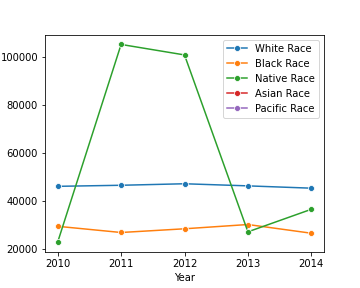 White Race
Black Race
Native Race
Asian Race
Pacific Race
100000
80000
60000
40000
20000
2010 2011 2012 2013 2014
Year